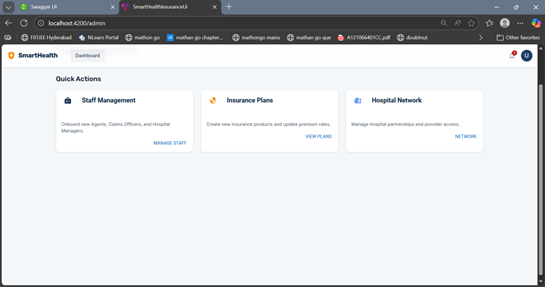 Swagger UI
SmartHealthInsuranceUi
localhost:4200/admin
FIITJEE Hyderabad
NLearn Portal
mathon go
mathan go chapter...
mathongo mains
mathan go que
A121066401CC.pdf
doubtnut
Other favorites
SmartHealth
Dashboard
U
Quick Actions
Staff Management
Insurance Plans
Hospital Network
Onboard new Agents, Claims Officers, and Hospital
Managers.
Create new insurance products and update premium rates.
Manage hospital partnerships and provider access.
MANAGE STAFF
VIEW PLANS
NETWORK